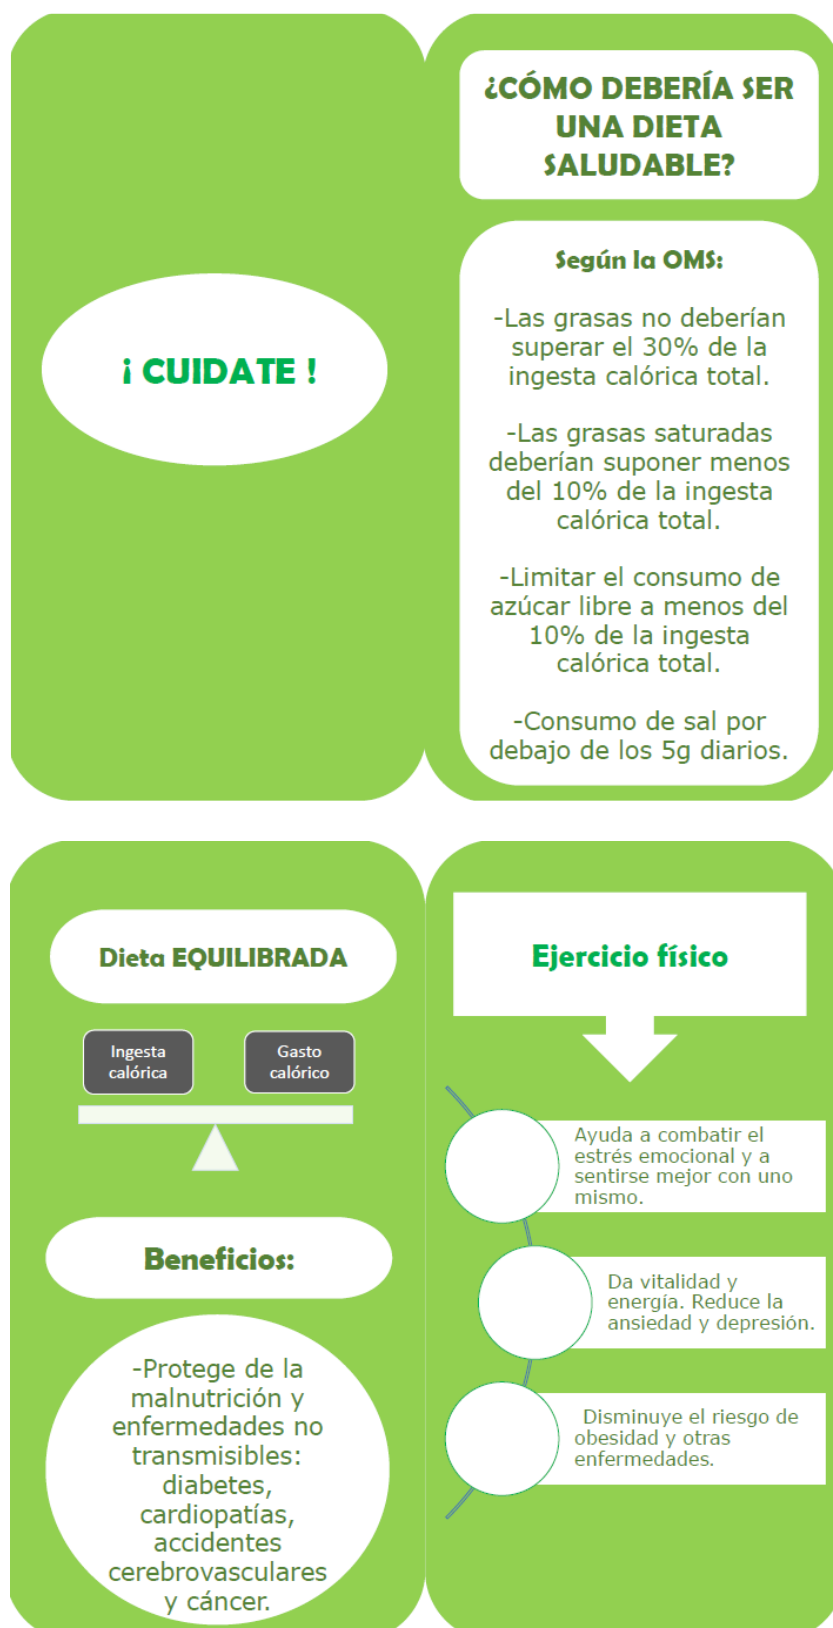 ¡ CUIDATE !
¿CÓMO DEBERÍA SER
UNA DIETA
SALUDABLE?
Según la OMS:
-Las grasas no deberían
superar el 30% de la
ingesta calórica total.
-Las grasas saturadas
deberían suponer menos
del 10% de la ingesta
calórica total.
-Limitar el consumo de
azúcar libre a menos del
10% de la ingesta
calórica total.
-Consumo de sal por
debajo de los 5g diarios.
Dieta EQUILIBRADA
Ingesta
calórica
Gasto
calórico
Beneficios:
-Protege de la
malnutrición y
enfermedades no
transmisibles:
diabetes,
cardiopatías,
accidentes
cerebrovasculares
y cáncer.
Ejercicio físico
Ayuda a combatir el
estrés emocional y a
sentirse mejor con uno
mismo.
Da vitalidad y
energía. Reduce la
ansiedad y depresión.
Disminuye el riesgo de
obesidad y otras
enfermedades.